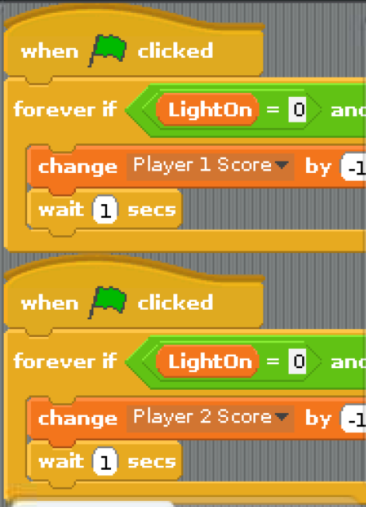 when clicked
forever if LightOn = 0 and
change Player 1 Score by -1
wait 1 secs
when clicked
forever if LightOn = 0 and
change Player 2 Score by -1
wait 1 secs